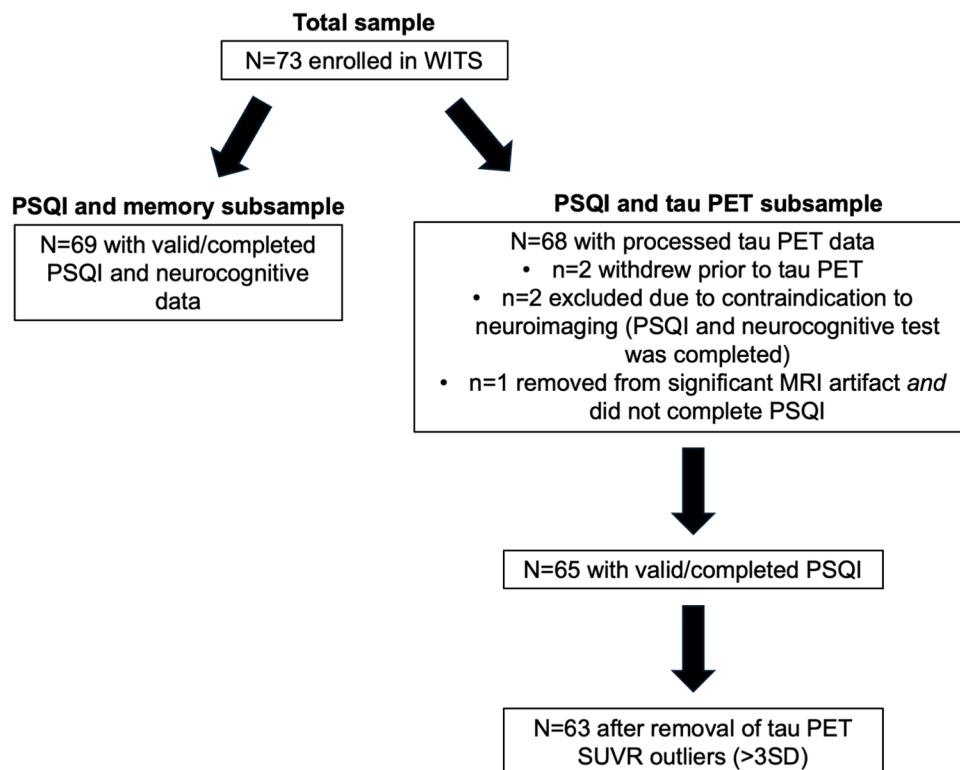 Total sample
N=73 enrolled in WITS
PSQI and memory subsample
N=69 with valid/completed
PSQI and neurocognitive
data
PSQI and tau PET subsample
N=68 with processed tau PET data
• n=2 withdrew prior to tau PET
• n=2 excluded due to contraindication to
neuroimaging (PSQI and neurocognitive test
was completed)
• n=1 removed from significant MRI artifact and
did not complete PSQI
N=65 with valid/completed PSQI
N=63 after removal of tau PET
SUVR outliers (>3SD)